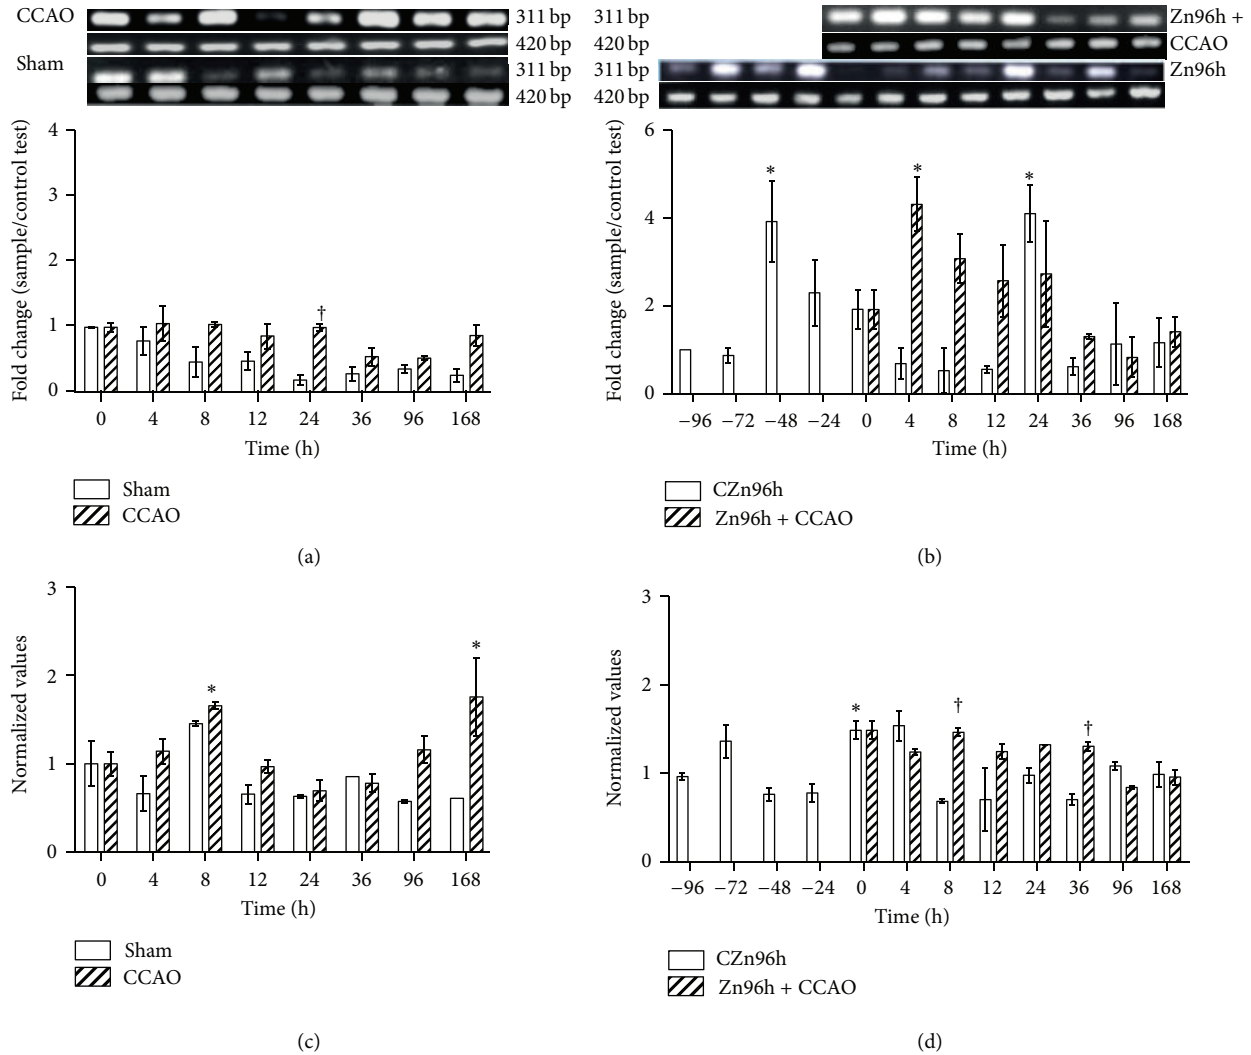 CCAO 311 bp
420 bp
Sham 311 bp
420 bp
Fold change (sample/control test)
4
3
2
1
0
†
0 4 8 12 24 36 96 168
Time (h)
Sham
CCAO
(a)
311 bp Zn96h +
420 bp CCAO
311 bp Zn96h
420 bp
Fold change (sample/control test)
6
4
2
0
* * *
−96 −72 −48 −24 0 4 8 12 24 36 96 168
Time (h)
CZn96h
Zn96h + CCAO
(b)
Normalized values
3
2
1
0
* *
0 4 8 12 24 36 96 168
Time (h)
Sham
CCAO
(c)
Normalized values
3
2
1
0
* † †
−96 −72 −48 −24 0 4 8 12 24 36 96 168
Time (h)
CZn96h
Zn96h + CCAO
(d)